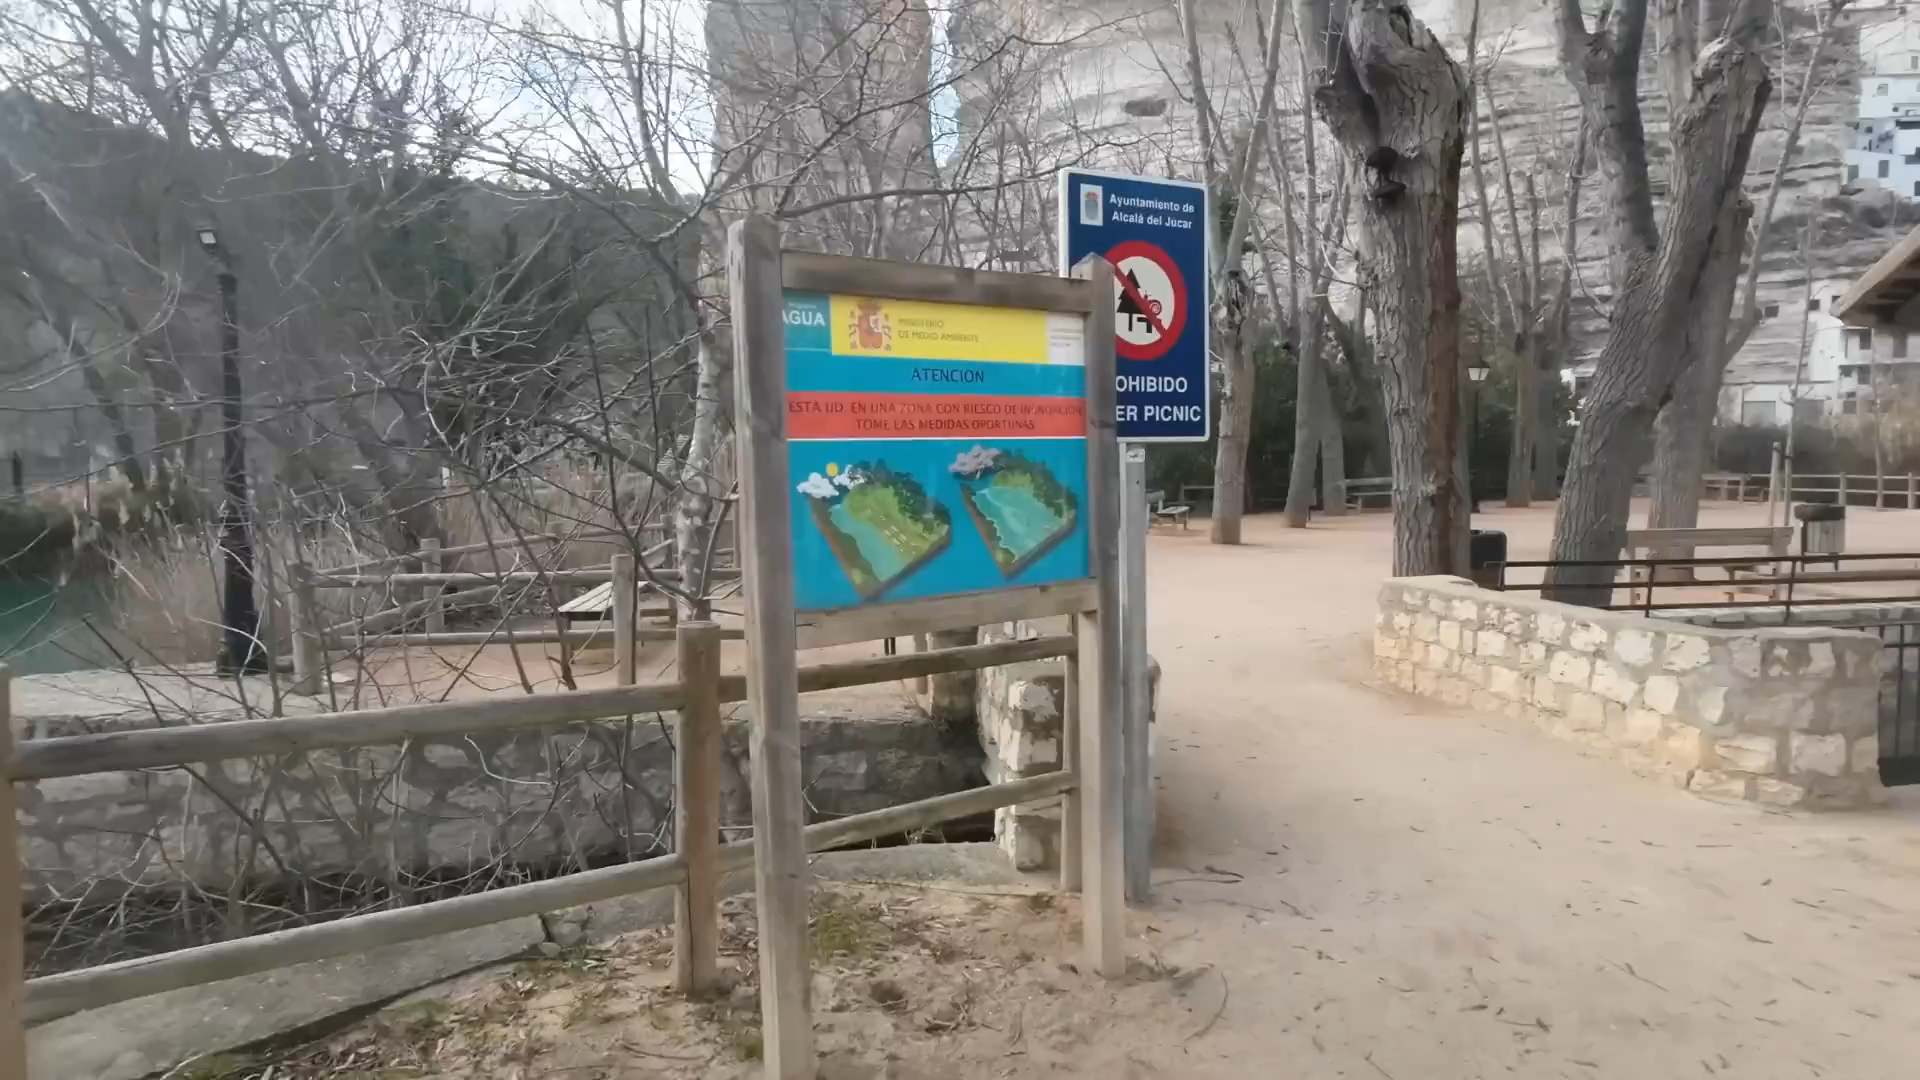 Ayuntamiento de
Alcalá del Júcar
OHIBIDO
ER PICNIC
AGUA
MINISTERIO
DE MEDIO AMBIENTE
ATENCION
ESTA UD. EN UNA ZONA CON RIESGO DE INUNDACION
TOME LAS MEDIDAS OPORTUNAS